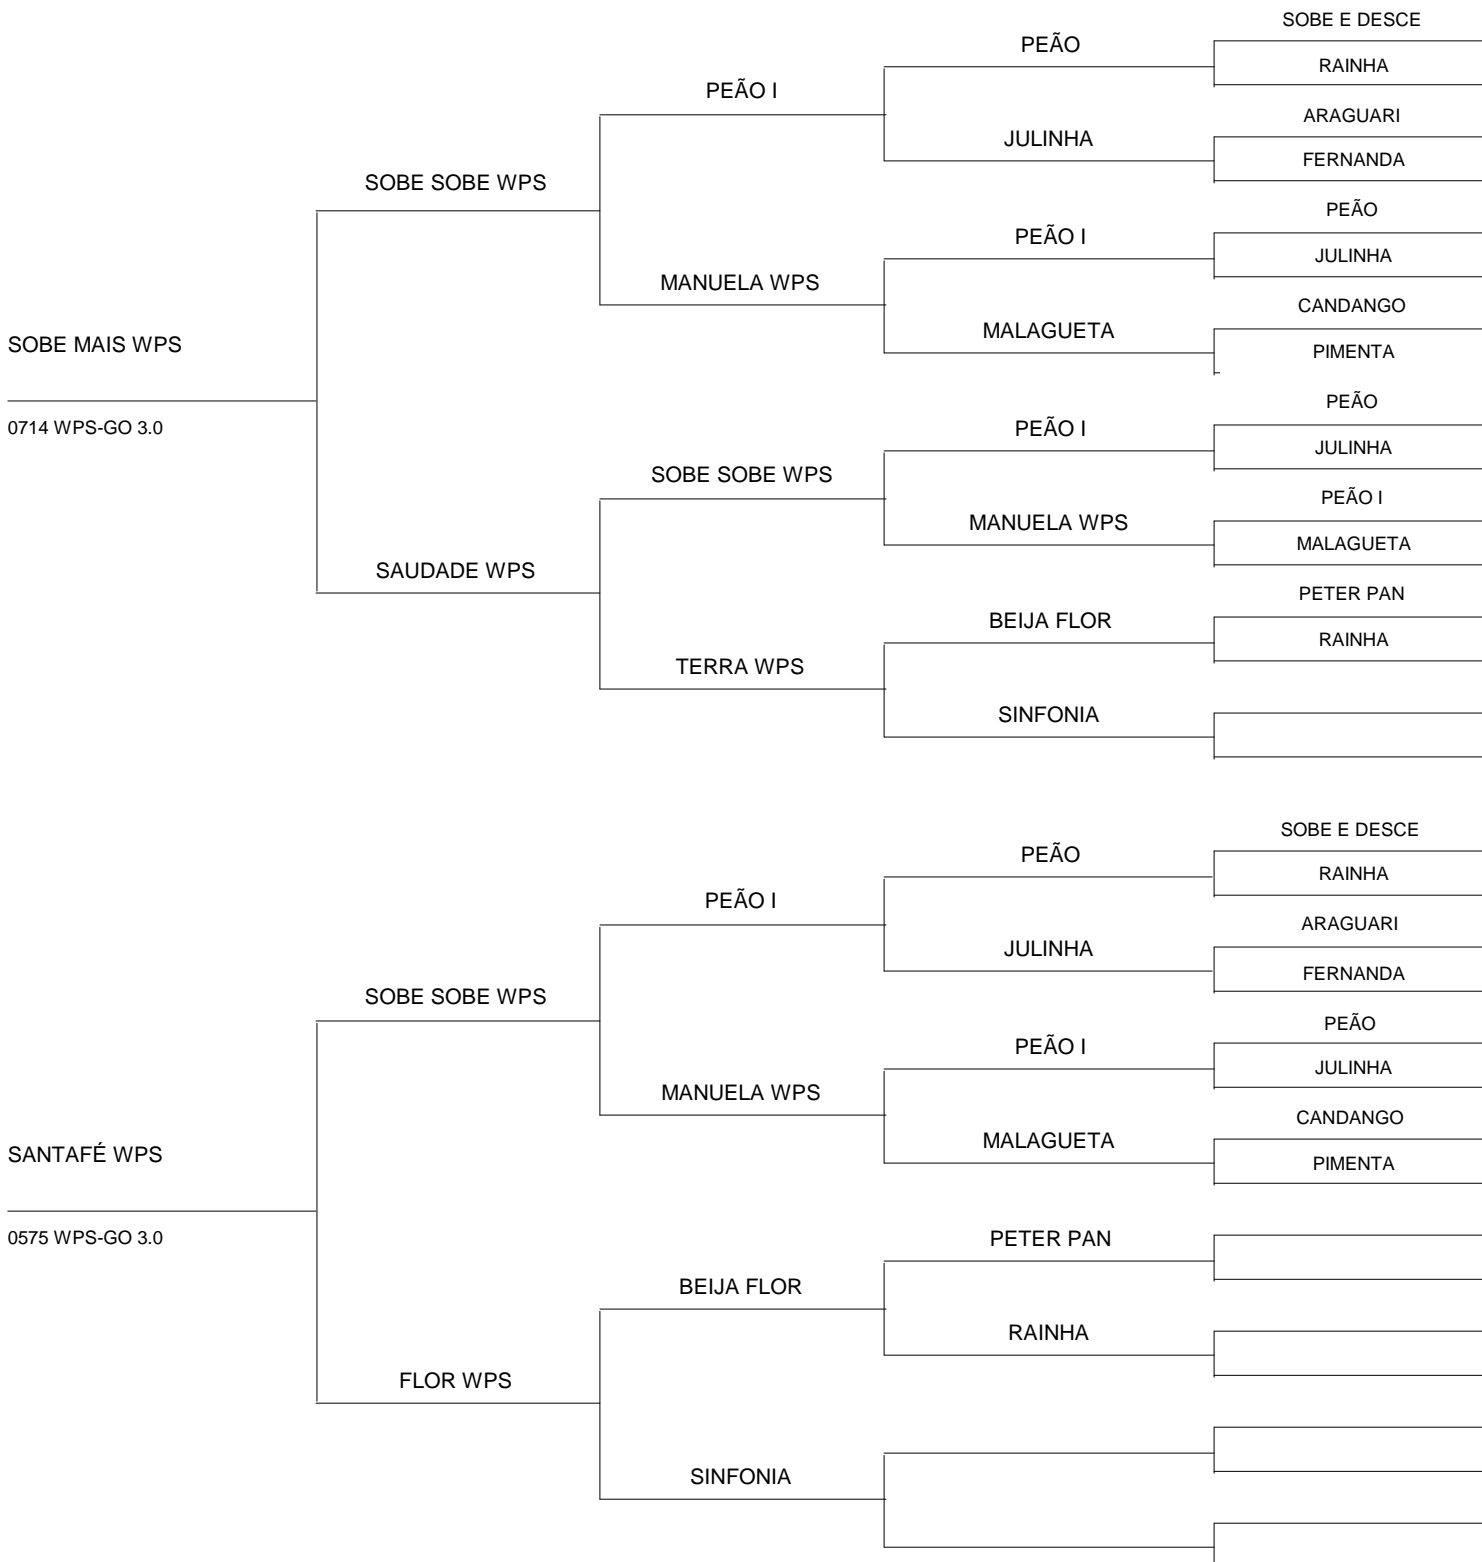 SOBE E DESCE
PEÃO
RAINHA
PEÃO I
ARAGUARI
JULINHA
FERNANDA
SOBE SOBE WPS
PEÃO
PEÃO I
JULINHA
MANUELA WPS
CANDANGO
MALAGUETA
SOBE MAIS WPS
PIMENTA
PEÃO
0714 WPS-GO 3.0
PEÃO I
JULINHA
SOBE SOBE WPS
PEÃO I
MANUELA WPS
MALAGUETA
SAUDADE WPS
PETER PAN
BEIJA FLOR
RAINHA
TERRA WPS
SINFONIA
SOBE E DESCE
PEÃO
RAINHA
PEÃO I
ARAGUARI
JULINHA
FERNANDA
SOBE SOBE WPS
PEÃO
PEÃO I
JULINHA
MANUELA WPS
CANDANGO
MALAGUETA
SANTAFÉ WPS
PIMENTA
0575 WPS-GO 3.0
PETER PAN
BEIJA FLOR
RAINHA
FLOR WPS
SINFONIA